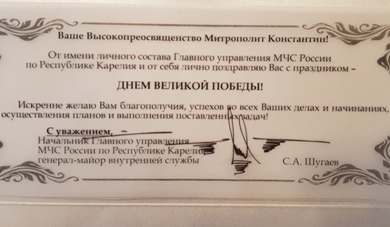 Ваше Высокопреосвященство Митрополит Константин!
От имени личного состава Главного управления МЧС России
по Республике Карелия и от себя лично поздравляю Вас с праздником –
ДНЕМ ВЕЛИКОЙ ПОБЕДЫ!
Искренне желаю Вам благополучия, успехов во всех Ваших делах и начинаниях,
осуществления планов и выполнения поставленных задач!
С уважением,
Начальник Главного управления
МЧС России по Республике Карелия
генерал-майор внутренней службы С.А. Шугаев